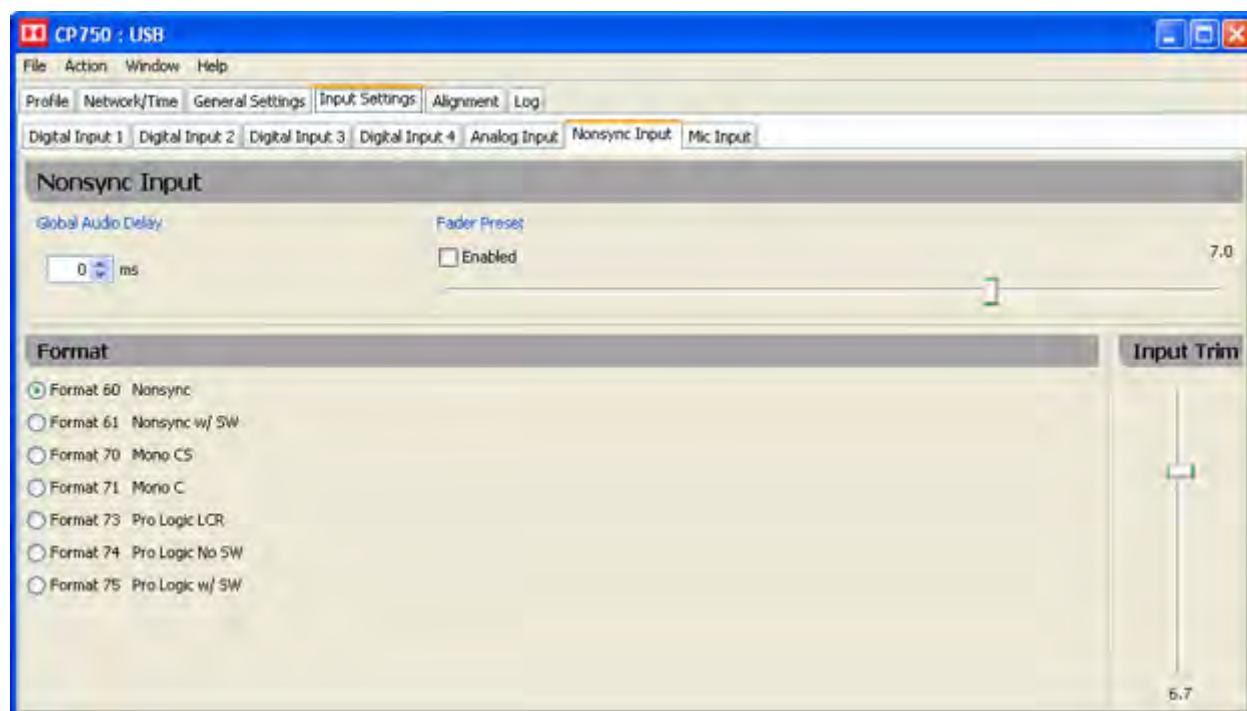 CP750 : USB
File Action Window Help
Profile Network/Time General Settings Input Settings Alignment Log
Digital Input 1 Digital Input 2 Digital Input 3 Digital Input 4 Analog Input Nonsync Input Mic Input
Nonsync Input
Global Audio Delay Fader Preset
Enabled 7.0
0 ms
Format Input Trim
Format 60 Nonsync
Format 61 Nonsync w/ SW
Format 70 Mono CS
Format 71 Mono C
Format 73 Pro Logic LCR
Format 74 Pro Logic No SW
Format 75 Pro Logic w/ SW
6.7